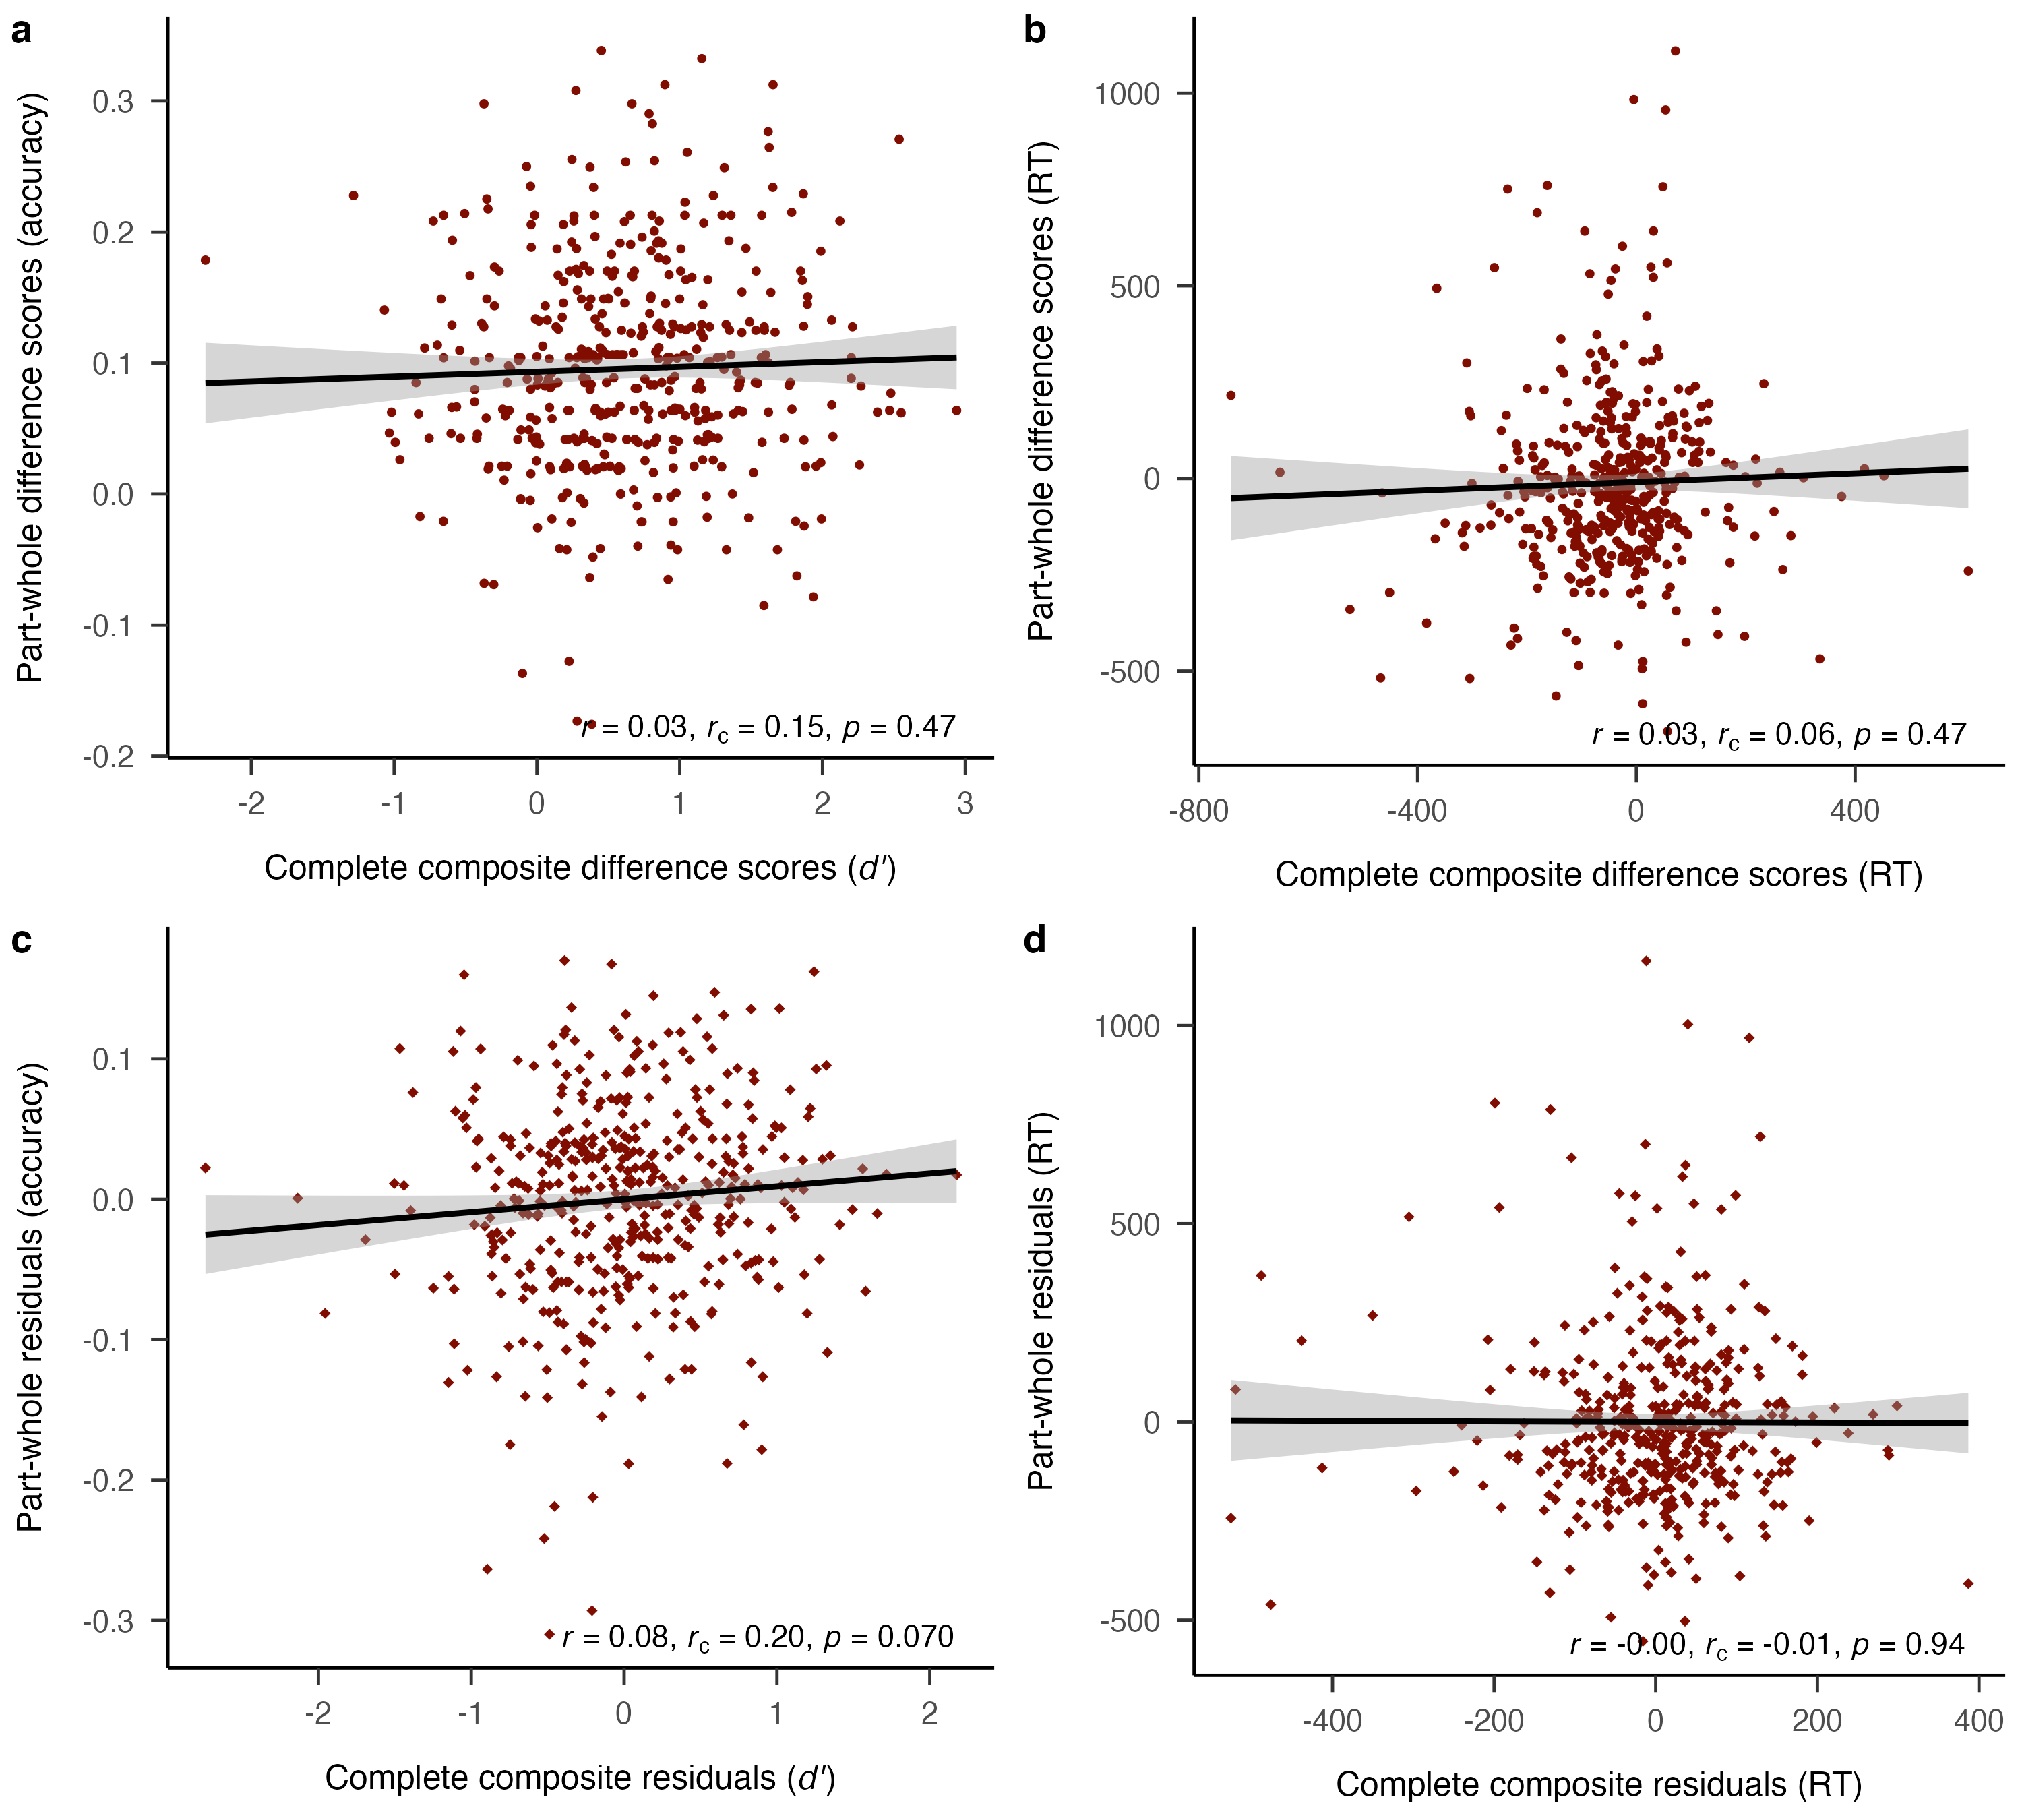 a
Part-whole difference scores (accuracy)
0.3
0.2
0.1
0.0
-0.1
-0.2
r = 0.03, rc = 0.15, p = 0.47
-2 -1 0 1 2 3
Complete composite difference scores (d')
b
Part-whole difference scores (RT)
1000
500
0
-500
r = 0.03, rc = 0.06, p = 0.47
-800 -400 0 400
Complete composite difference scores (RT)
c
Part-whole residuals (accuracy)
0.1
0.0
-0.1
-0.2
-0.3
r = 0.08, rc = 0.20, p = 0.070
-2 -1 0 1 2
Complete composite residuals (d')
d
Part-whole residuals (RT)
1000
500
0
-500
r = -0.00, rc = -0.01, p = 0.94
-400 -200 0 200 400
Complete composite residuals (RT)